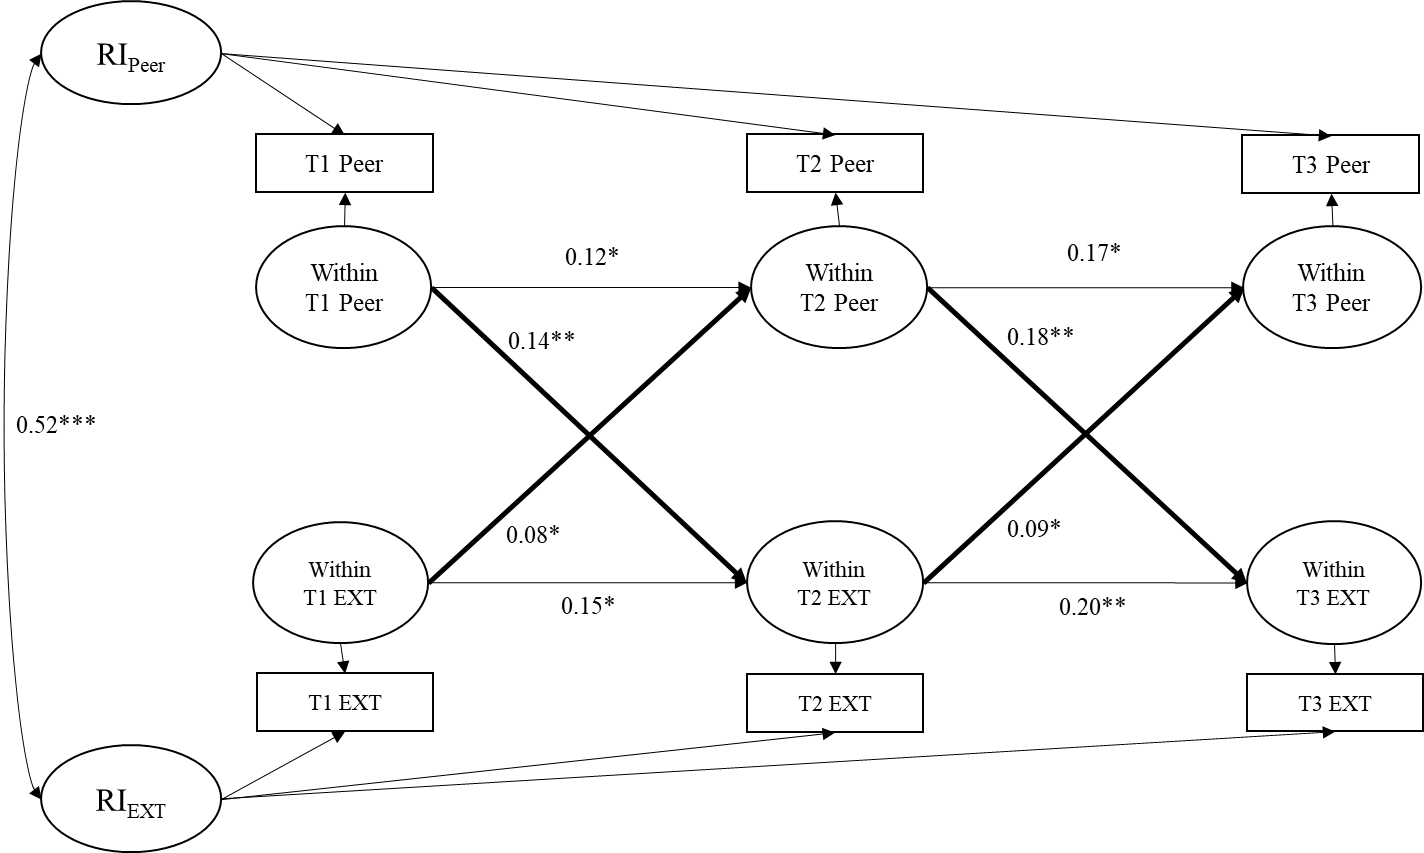 RIPeer
T1 Peer
T2 Peer
T3 Peer
Within
T1 Peer
0.12*
Within
T2 Peer
0.17*
Within
T3 Peer
0.14**
0.18**
0.52***
0.08*
0.09*
Within
T1 EXT
0.15*
Within
T2 EXT
0.20**
Within
T3 EXT
T1 EXT
T2 EXT
T3 EXT
RIEXT